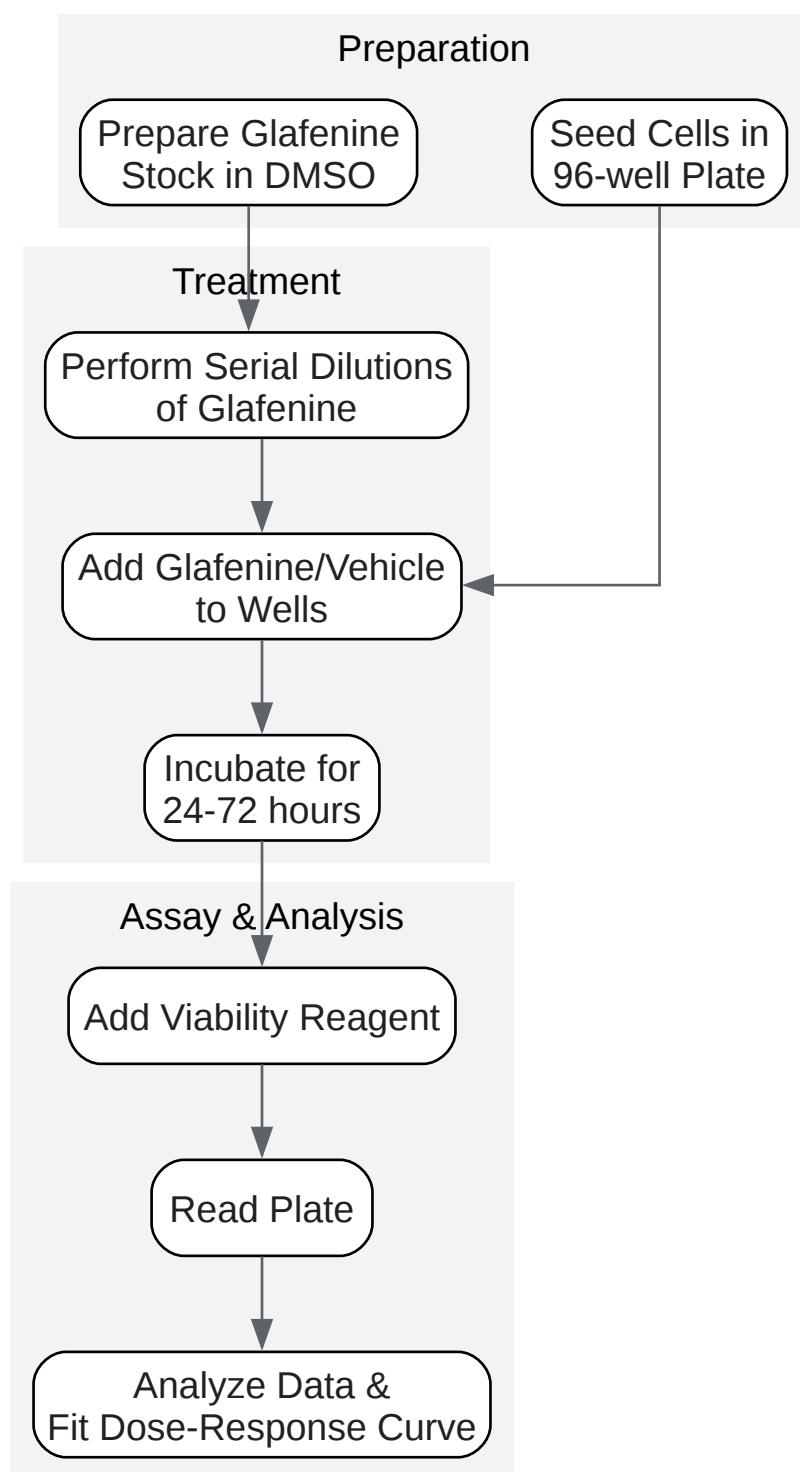 Preparation
Prepare Glafenine
Stock in DMSO
Seed Cells in
96-well Plate
Treatment
Perform Serial Dilutions
of Glafenine
Add Glafenine/Vehicle
to Wells
Incubate for
24-72 hours
Assay & Analysis
Add Viability Reagent
Read Plate
Analyze Data &
Fit Dose-Response Curve